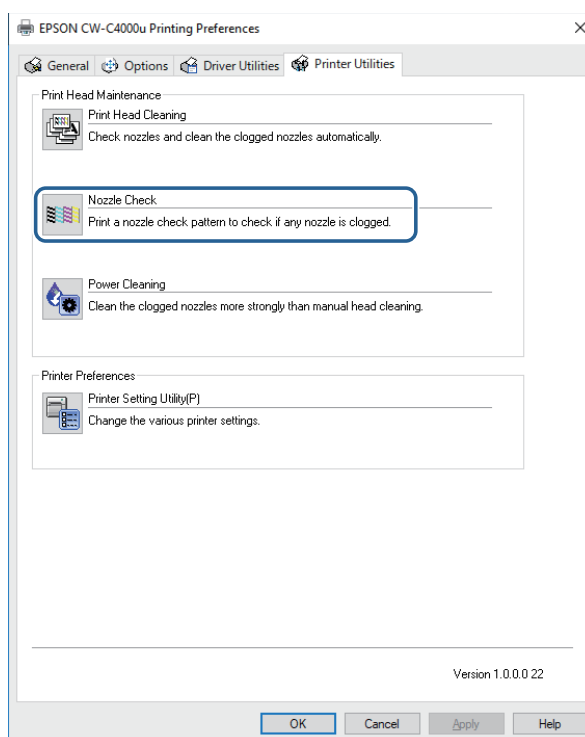 EPSON CW-C4000u Printing Preferences
General Options Driver Utilities Printer Utilities
Print Head Maintenance
Print Head Cleaning
Check nozzles and clean the clogged nozzles automatically.
Nozzle Check
Print a nozzle check pattern to check if any nozzle is clogged.
Power Cleaning
Clean the clogged nozzles more strongly than manual head cleaning.
Printer Preferences
Printer Setting Utility(P)
Change the various printer settings.
Version 1.0.0.0 22
OK Cancel Apply Help